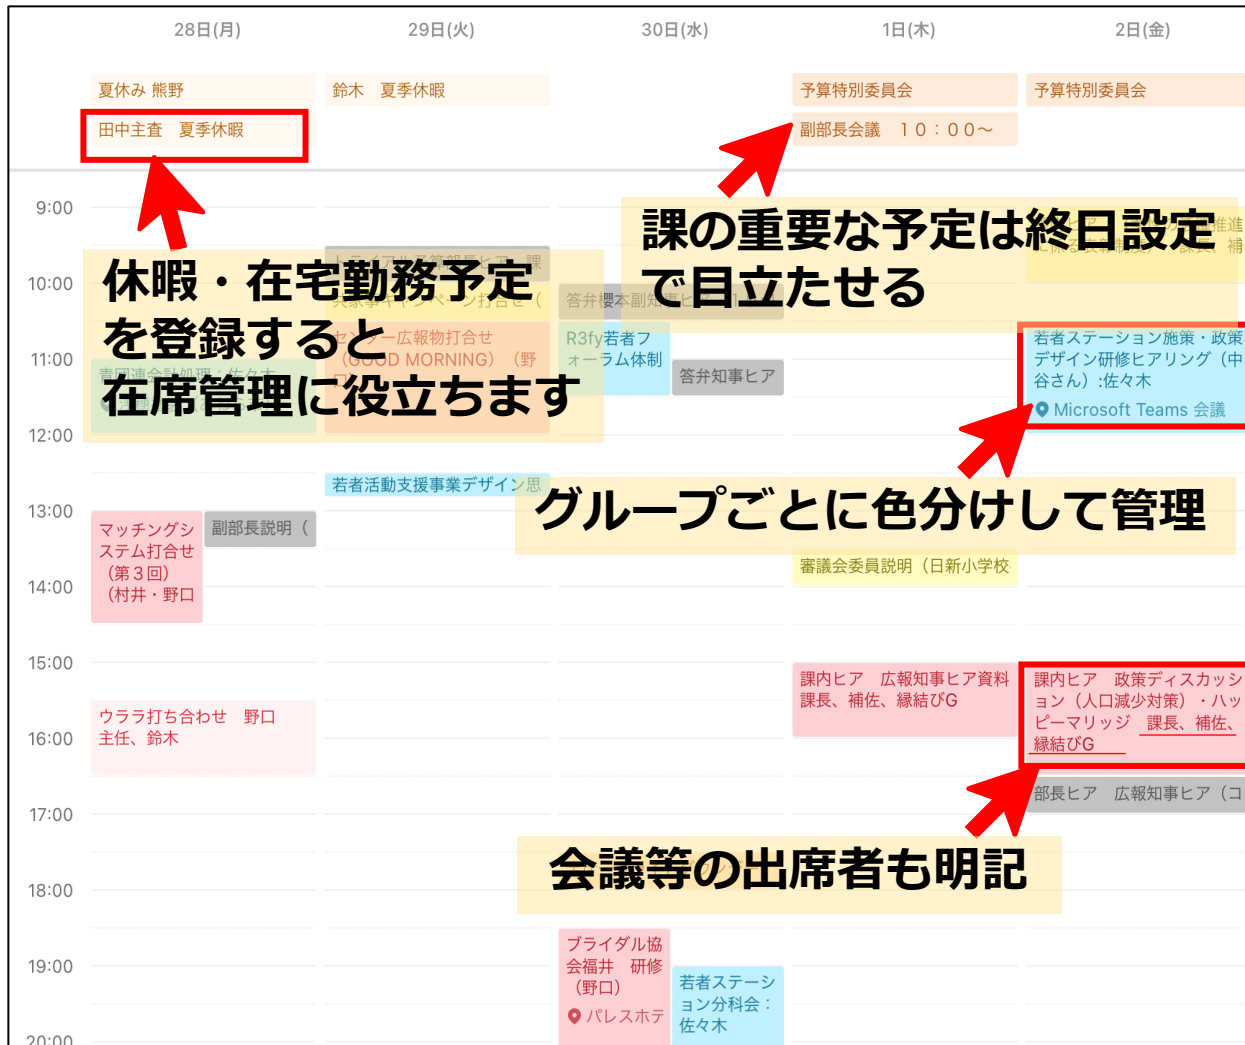 28日(月)
29日(火)
30日(水)
1日(木)
2日(金)
夏休み 熊野
鈴木　夏季休暇
予算特別委員会
予算特別委員会
田中主査　夏季休暇
副部長会議　１０：００～
9:00
10:00
11:00
12:00
13:00
14:00
15:00
16:00
17:00
18:00
19:00
20:00
休暇・在宅勤務予定
を登録すると
在席管理に役立ちます
課の重要な予定は終日設定
で目立たせる
グループごとに色分けして管理
会議等の出席者も明記
マッチングシ
ステム打合せ
（第３回）
（村井・野口
副部長説明（
ウララ打ち合わせ　野口
主任、鈴木
センター広報物打合せ
（GOOD MORNING）（野
若者活動支援事業デザイン思
R3fy若者フ
ォーラム体制
答弁知事ヒア
ブライダル協
会福井　研修
（野口）
パレスホテ
若者ステーシ
ョン分科会：
佐々木
審議会委員説明（日新小学校
課内ヒア　広報知事ヒア資料
課長、補佐、縁結びG
若者ステーション施策・政策
デザイン研修ヒアリング（中
谷さん）:佐々木
Microsoft Teams 会議
課内ヒア　政策ディスカッシ
ョン（人口減少対策）・ハッ
ピーマリッジ　課長、補佐、
縁結びG
部長ヒア　広報知事ヒア（コ